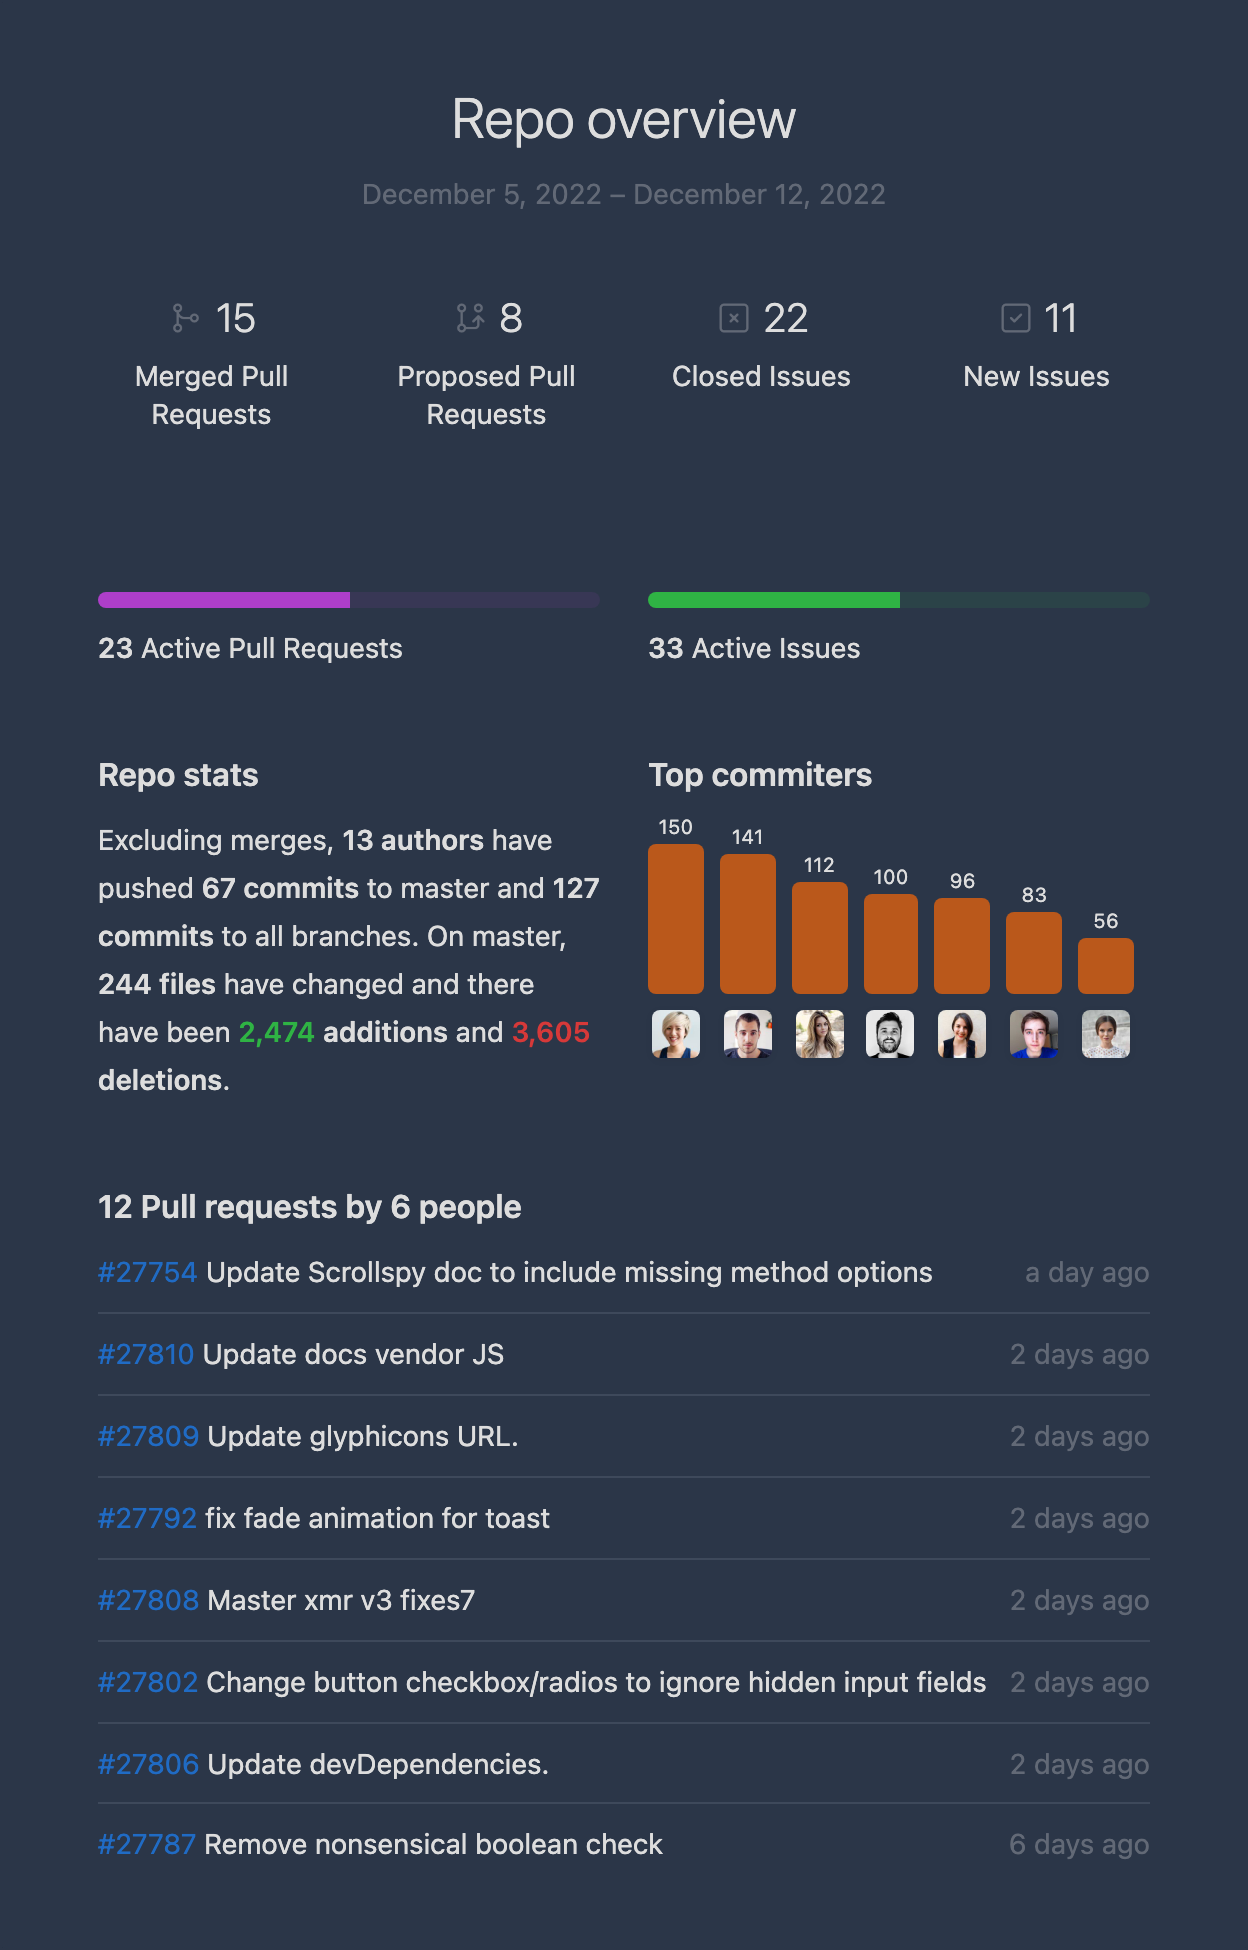 Repo overview
December 5, 2022 – December 12, 2022
15
Merged Pull
Requests
8
Proposed Pull
Requests
22
Closed Issues
11
New Issues
23 Active Pull Requests
33 Active Issues
Repo stats
Excluding merges, 13 authors have
pushed 67 commits to master and 127
commits to all branches. On master,
244 files have changed and there
have been 2,474 additions and 3,605
deletions.
Top commiters
150
141
112
100
96
83
56
12 Pull requests by 6 people
#27754 Update Scrollspy doc to include missing method options a day ago
#27810 Update docs vendor JS 2 days ago
#27809 Update glyphicons URL. 2 days ago
#27792 fix fade animation for toast 2 days ago
#27808 Master xmr v3 fixes7 2 days ago
#27802 Change button checkbox/radios to ignore hidden input fields 2 days ago
#27806 Update devDependencies. 2 days ago
#27787 Remove nonsensical boolean check 6 days ago